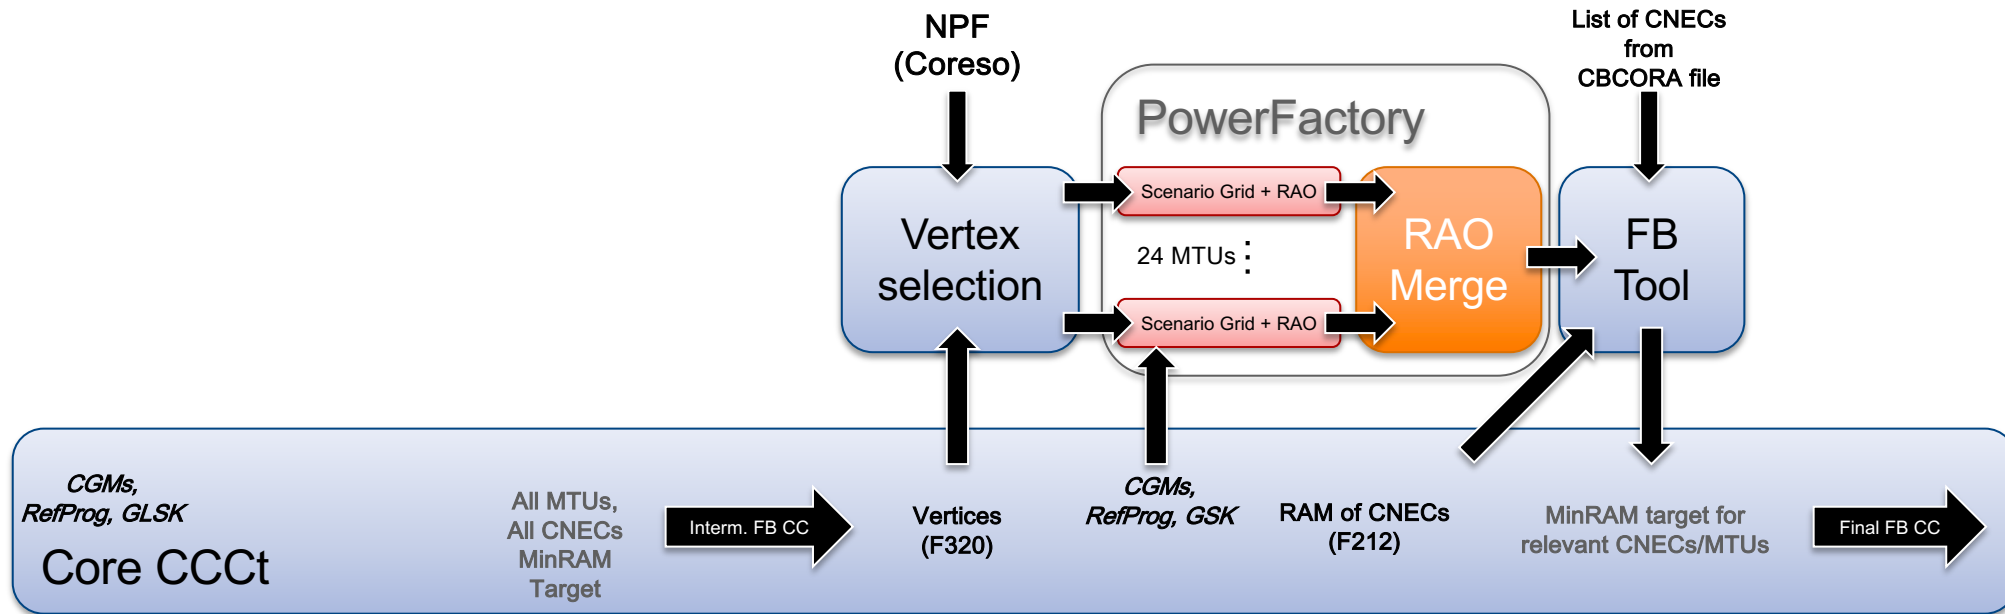 NPF
(Coreso)
List of CNECs
from
CBCORA file
PowerFactory
Vertex
selection
Scenario Grid + RAO
24 MTUs
Scenario Grid + RAO
RAO
Merge
FB
Tool
CGMs,
RefProg, GLSK
Core CCCt
All MTUs,
All CNECs
MinRAM
Target
Interm. FB CC
Vertices
(F320)
CGMs,
RefProg, GSK
RAM of CNECs
(F212)
MinRAM target for
relevant CNECs/MTUs
Final FB CC